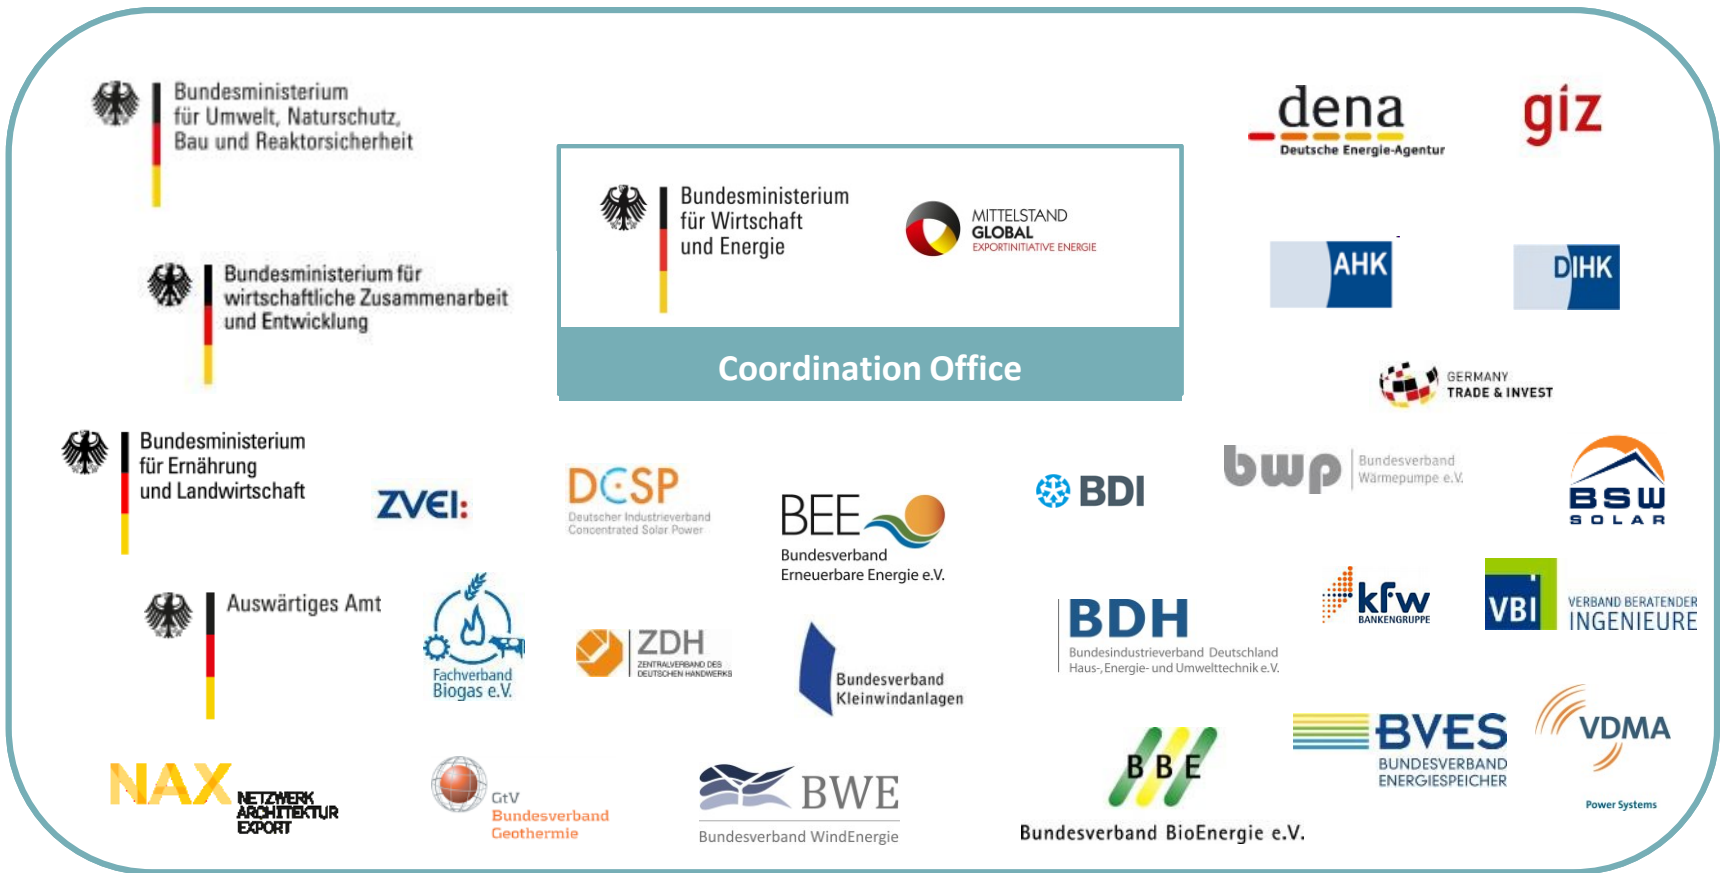 Bundesministerium
für Umwelt, Naturschutz,
Bau und Reaktorsicherheit
dena
Deutsche Energie-Agentur
giz
Bundesministerium
für Wirtschaft
und Energie
MITTELSTAND
GLOBAL
EXPORTINITIATIVE ENERGIE
Coordination Office
Bundesministerium für
wirtschaftliche Zusammenarbeit
und Entwicklung
AHK
DIHK
GERMANY
TRADE & INVEST
Bundesministerium
für Ernährung
und Landwirtschaft
ZVEI:
DCSP
Deutscher Industrieverband
Concentrated Solar Power
BEE
Bundesverband
Erneuerbare Energie e.V.
BDI
bwp
Bundesverband
Wärmepumpe e.V.
BSW
SOLAR
Auswärtiges Amt
Fachverband
Biogas e.V.
ZDH
ZENTRALVERBAND DES
DEUTSCHEN HANDWERKS
Bundesverband
Kleinwindanlagen
BDH
Bundesindustrieverband Deutschland
Haus-, Energie- und Umwelttechnik e.V.
kfw
BANKENGRUPPE
VBI
VERBAND BERATENDER
INGENIEURE
NAX
NETZWERK
ARCHITEKTUR
EXPORT
GtV
Bundesverband
Geothermie
BWE
Bundesverband WindEnergie
BBE
Bundesverband BioEnergie e.V.
BVES
BUNDESVERBAND
ENERGIESPEICHER
VDMA
Power Systems